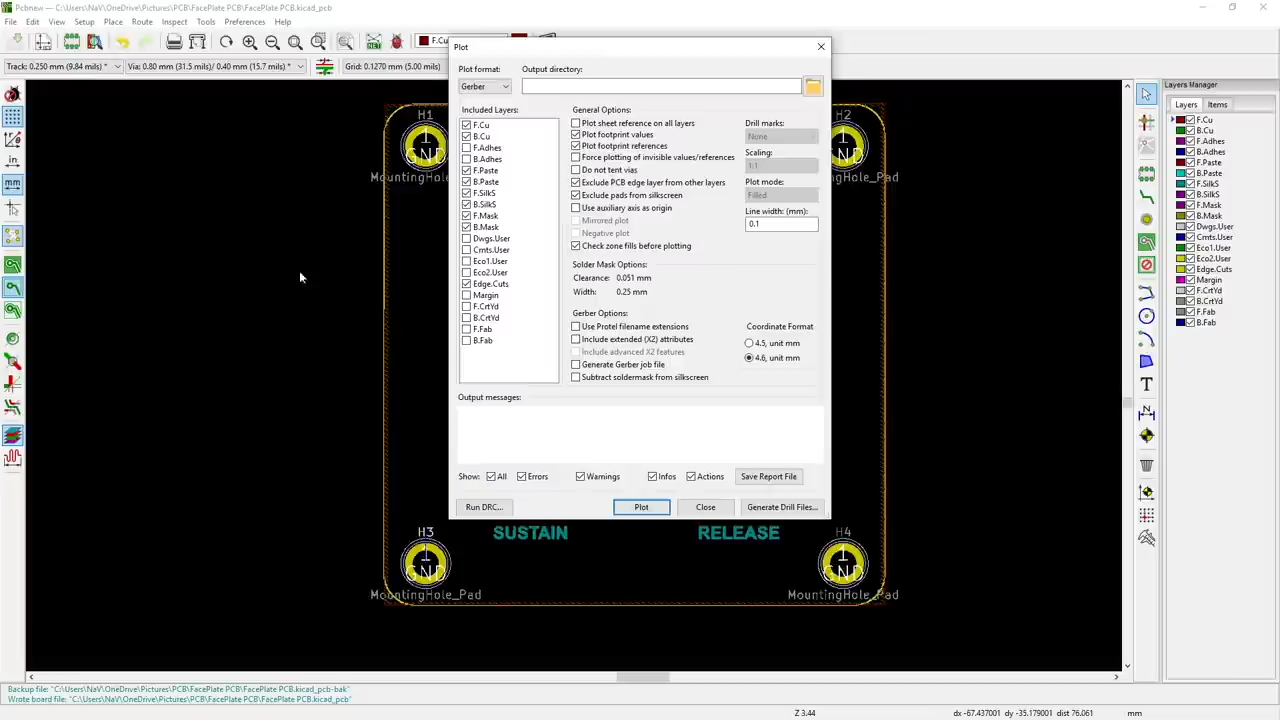 Pcbnew — C:\Users\NaV\OneDrive\Pictures\PCB\FacePlate PCB\FacePlate PCB.kicad_pcb
File Edit View Setup Place Route Inspect Tools Preferences Help
F.Cu
Track: 0.250 mm (9.84 mils) * Via: 0.80 mm (31.5 mils)/ 0.40 mm (15.7 mils) * Grid: 0.1270 mm (5.00 mils)
Plot
Plot format: Output directory:
Gerber
Included Layers:
F.Cu
B.Cu
F.Adhes
B.Adhes
F.Paste
B.Paste
F.SilkS
B.SilkS
F.Mask
B.Mask
Dwgs.User
Cmts.User
Eco1.User
Eco2.User
Edge.Cuts
Margin
F.CrtYd
B.CrtYd
F.Fab
B.Fab
General Options:
Plot sheet reference on all layers
Plot footprint values
Plot footprint references
Force plotting of invisible values/references
Do not tent vias
Exclude PCB edge layer from other layers
Exclude pads from silkscreen
Use auxiliary axis as origin
Mirrored plot
Negative plot
Check zone fills before plotting
Drill marks:
None
Scaling:
1:1
Plot mode:
Filled
Line width: (mm):
0.1
Solder Mask Options:
Clearance: 0.051 mm
Width: 0.25 mm
Gerber Options:
Use Protel filename extensions
Include extended (X2) attributes
Include advanced X2 features
Generate Gerber job file
Subtract soldermask from silkscreen
Coordinate Format
4.5, unit mm
4.6, unit mm
Output messages:
Show: All Errors Warnings Infos Actions Save Report File
Run DRC... Plot Close Generate Drill Files...
H1
1
GND
MountingHole
H2
1
GND
_Pad
H3
1
GND
MountingHole_Pad
SUSTAIN
RELEASE
H4
1
GND
MountingHole_Pad
Layers Manager
Layers Items
F.Cu
B.Cu
F.Adhes
B.Adhes
F.Paste
B.Paste
F.SilkS
B.SilkS
F.Mask
B.Mask
Dwgs.User
Cmts.User
Eco1.User
Eco2.User
Edge.Cuts
Margin
F.CrtYd
B.CrtYd
F.Fab
B.Fab
in
mm
NET
T
N
Backup file: "C:\Users\NaV\OneDrive\Pictures\PCB\FacePlate PCB\FacePlate PCB.kicad_pcb-bak"
Wrote board file: "C:\Users\NaV\OneDrive\Pictures\PCB\FacePlate PCB\FacePlate PCB.kicad_pcb"
Z 3.44 dx -67.437001 dy -35.179001 dist 76.061 mm